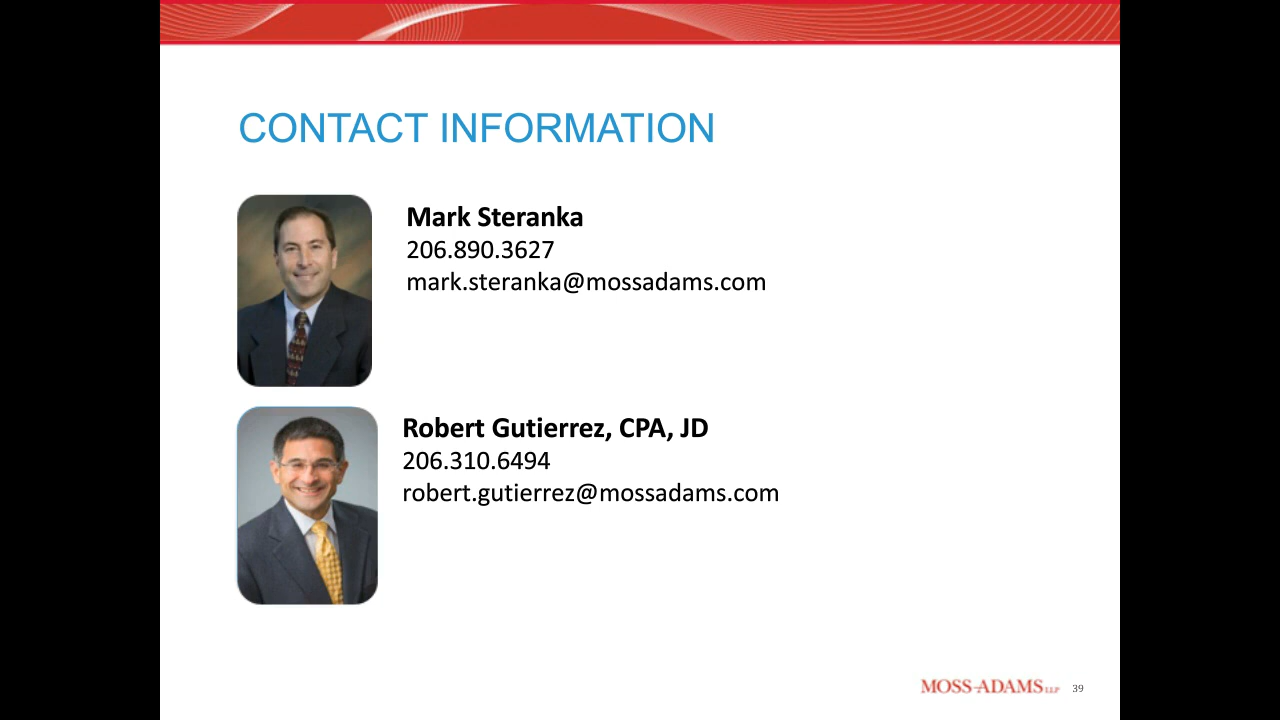 CONTACT INFORMATION
Mark Steranka
206.890.3627
mark.steranka@mossadams.com
Robert Gutierrez, CPA, JD
206.310.6494
robert.gutierrez@mossadams.com
MOSS-ADAMS LLP 39